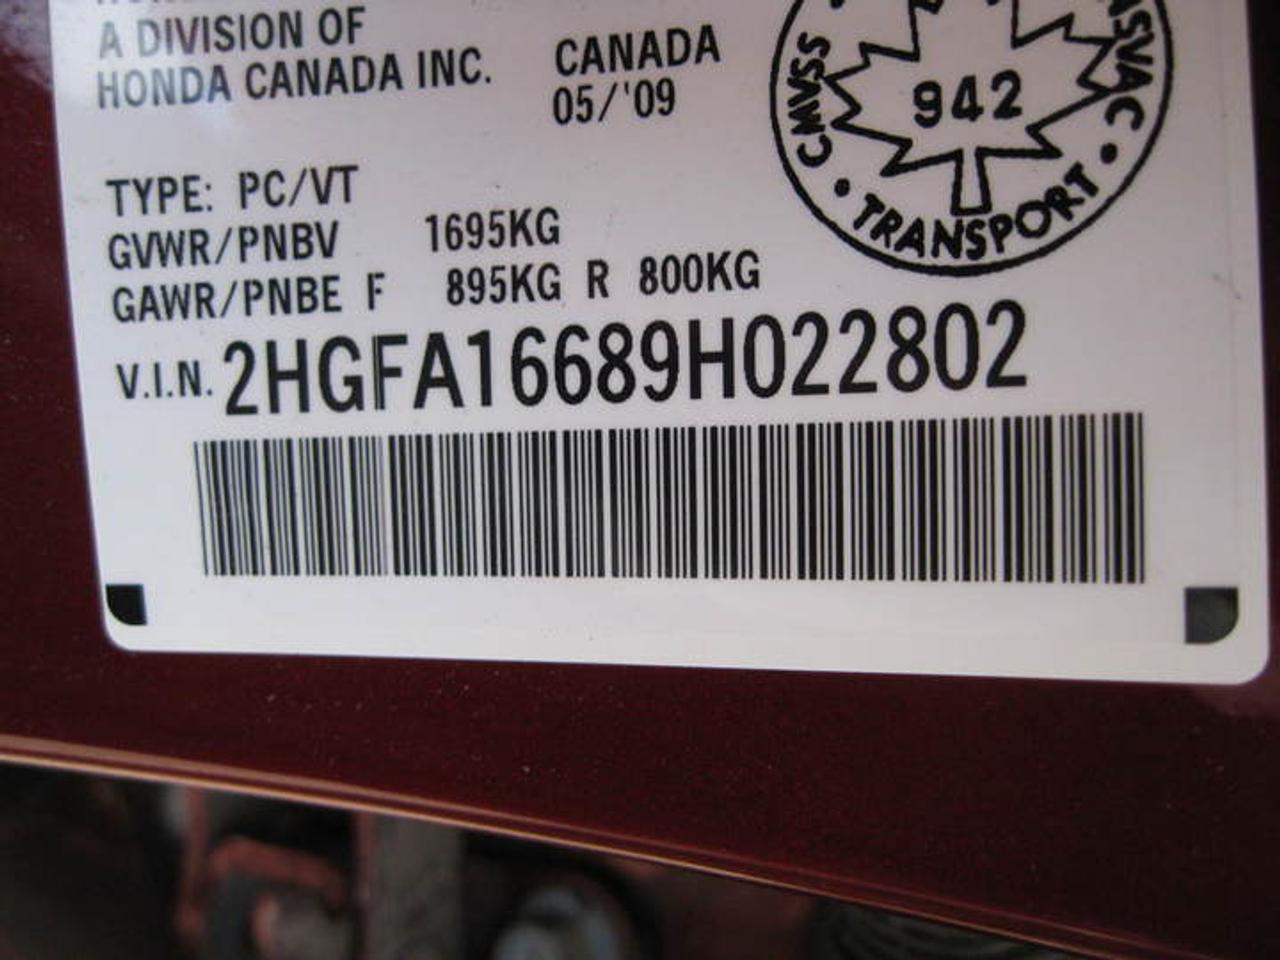 A DIVISION OF
HONDA CANADA INC.
CANADA
05/'09
CMVSS • TRANSPORT • NSVAC
942
TYPE: PC/VT
GVWR/PNBV 1695KG
GAWR/PNBE F 895KG R 800KG
V.I.N. 2HGFA16689H022802